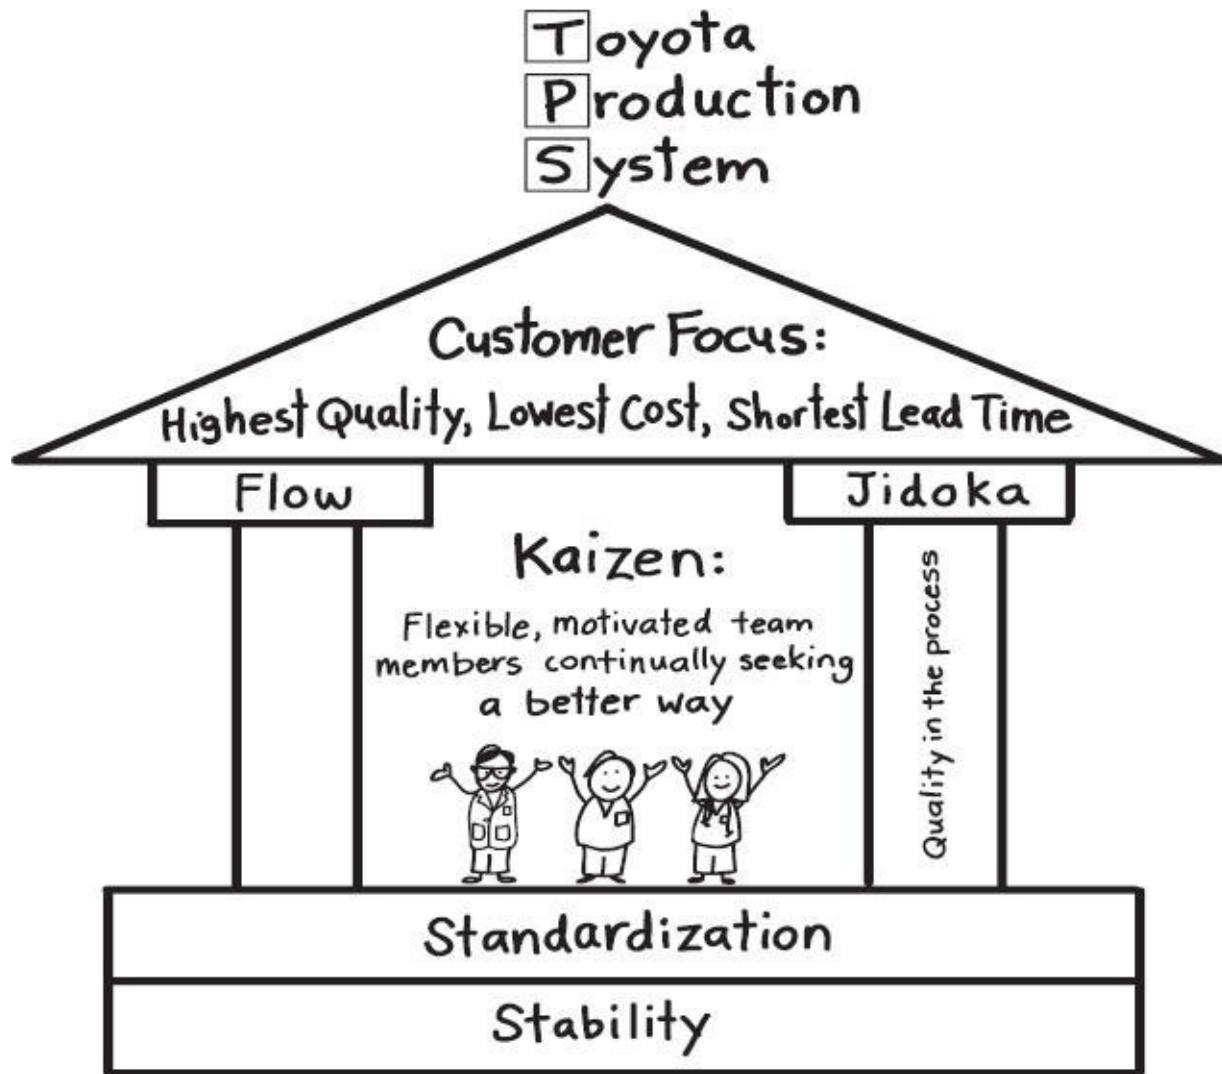 Toyota
Production
System
Customer Focus:
Highest Quality, Lowest Cost, Shortest Lead Time
Flow
Jidoka
Kaizen:
Flexible, motivated team
members continually seeking
a better way
Quality in the process
Standardization
Stability